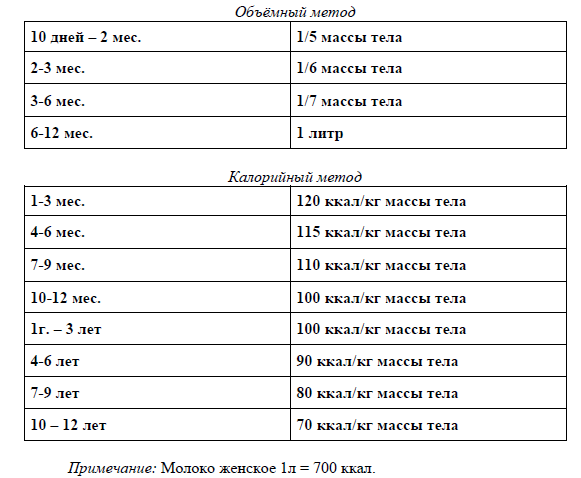 Объёмный метод
10 дней – 2 мес. 1/5 массы тела
2-3 мес. 1/6 массы тела
3-6 мес. 1/7 массы тела
6-12 мес. 1 литр
Калорийный метод
1-3 мес. 120 ккал/кг массы тела
4-6 мес. 115 ккал/кг массы тела
7-9 мес. 110 ккал/кг массы тела
10-12 мес. 100 ккал/кг массы тела
1г. – 3 лет 100 ккал/кг массы тела
4-6 лет 90 ккал/кг массы тела
7-9 лет 80 ккал/кг массы тела
10 – 12 лет 70 ккал/кг массы тела
Примечание: Молоко женское 1л = 700 ккал.